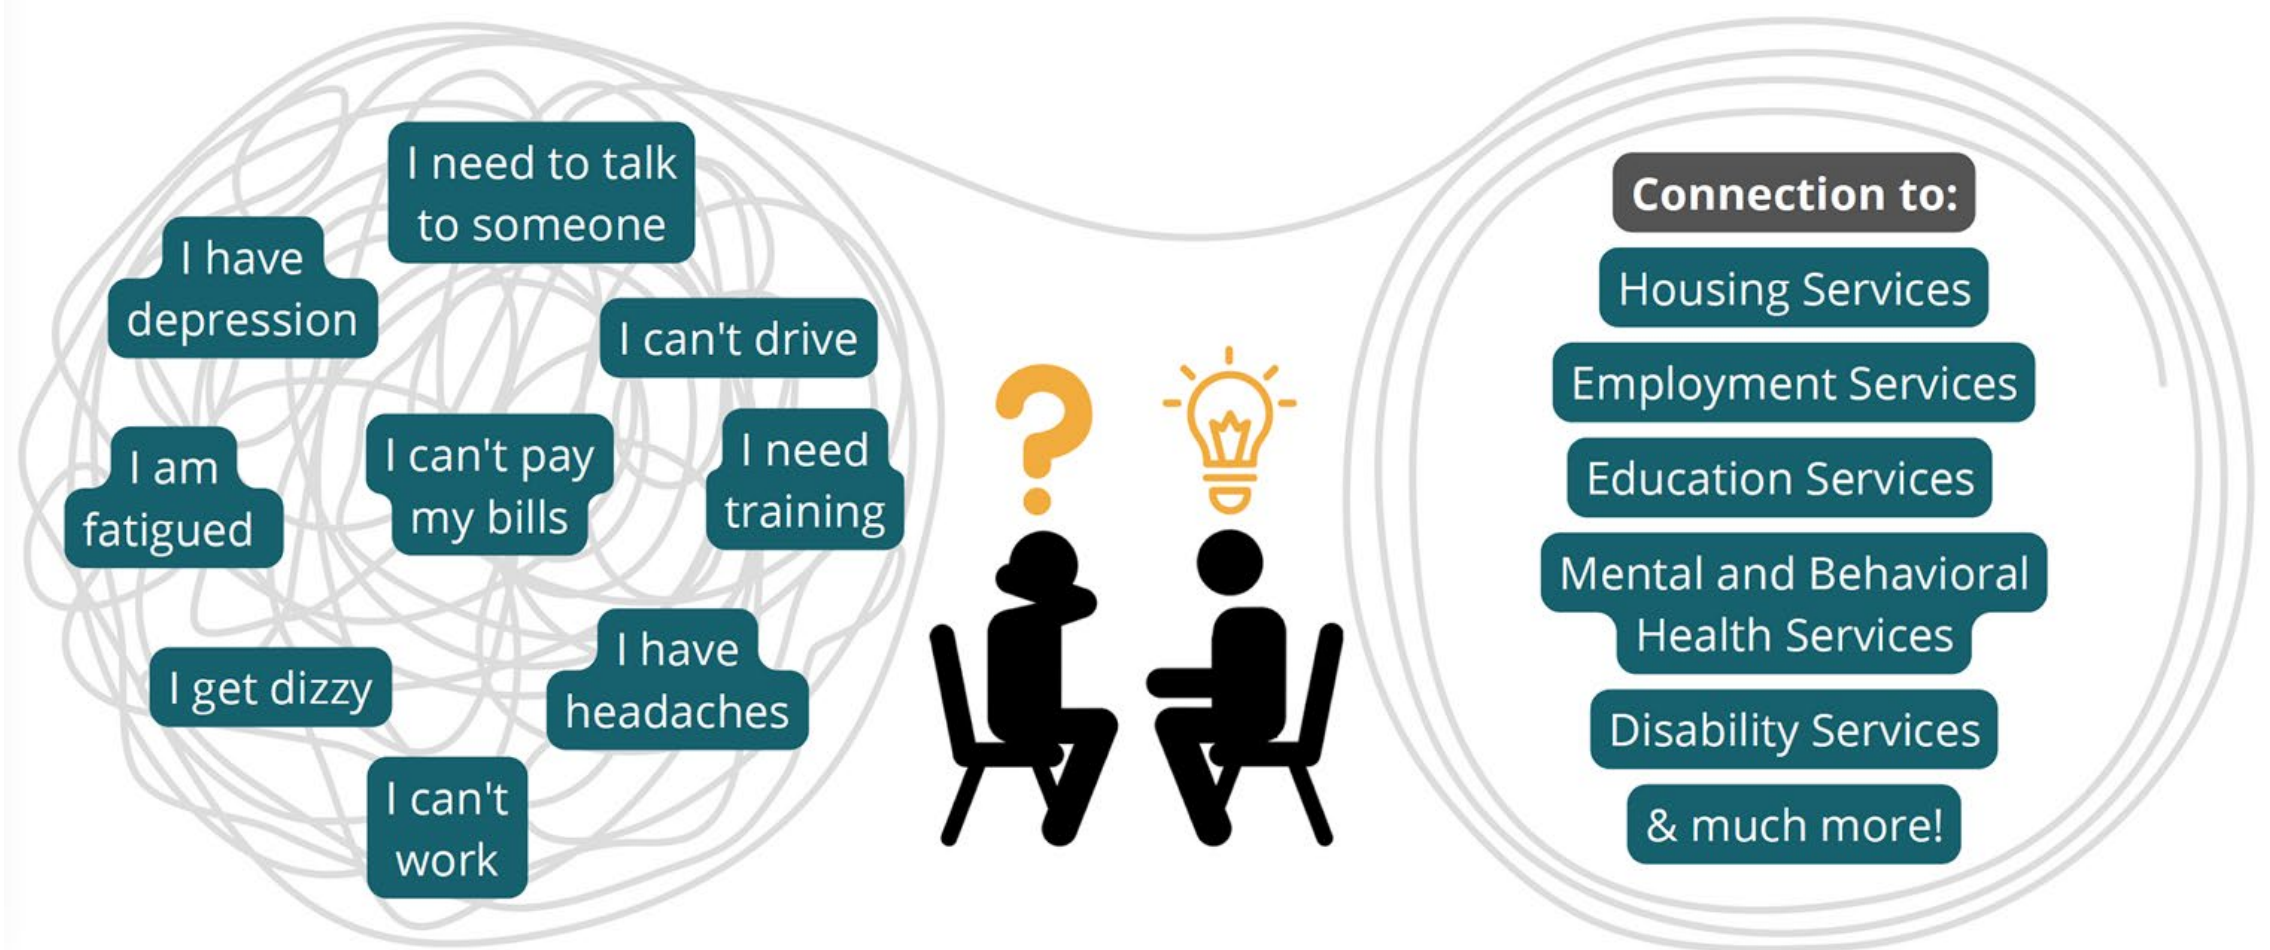 I need to talk
to someone
I have
depression
I can't drive
I am
fatigued
I can't pay
my bills
I need
training
I get dizzy
I have
headaches
I can't
work
?
Connection to:
Housing Services
Employment Services
Education Services
Mental and Behavioral
Health Services
Disability Services
& much more!